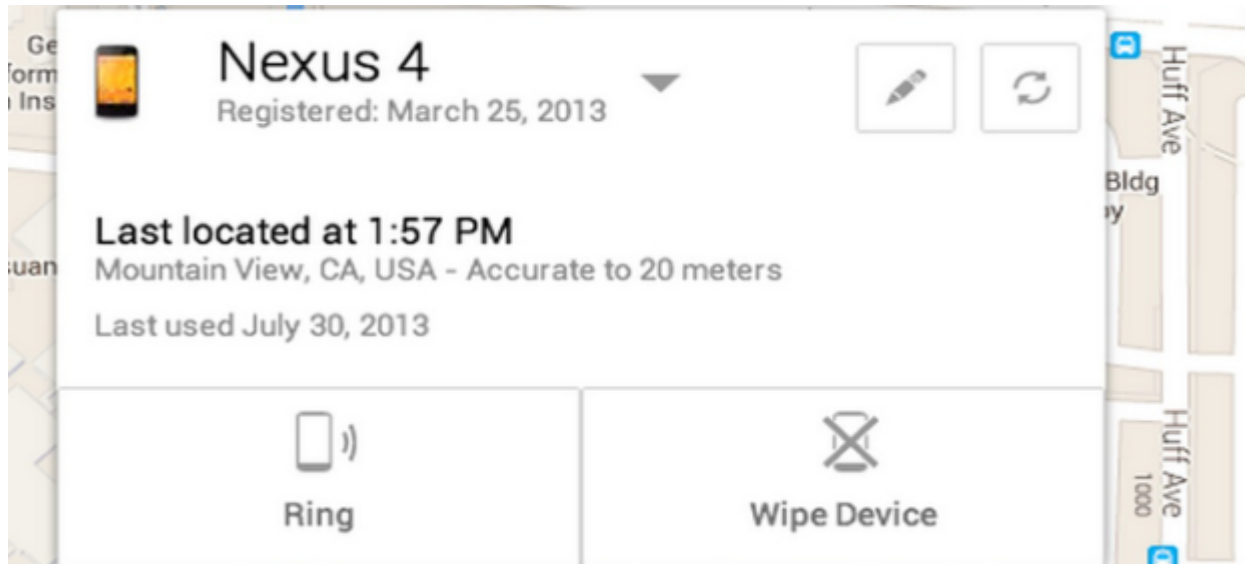 Nexus 4
Registered: March 25, 2013
Last located at 1:57 PM
Mountain View, CA, USA - Accurate to 20 meters
Last used July 30, 2013
Ring
Wipe Device
Huff Ave
Bldg
Huff Ave
1000